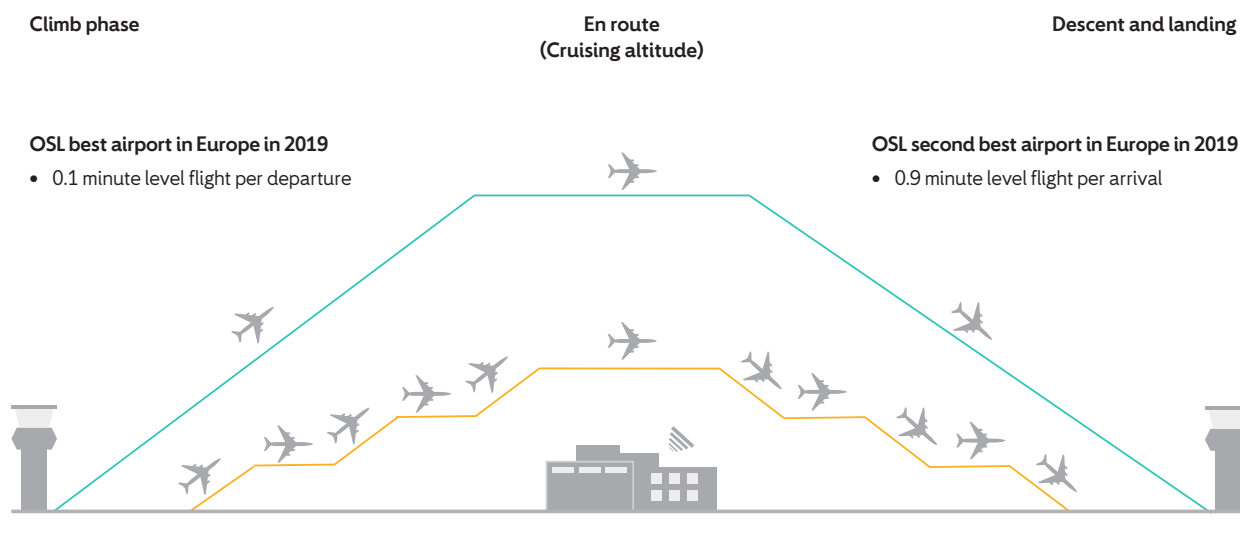 Climb phase
En route
(Cruising altitude)
Descent and landing
OSL best airport in Europe in 2019
• 0.1 minute level flight per departure
OSL second best airport in Europe in 2019
• 0.9 minute level flight per arrival